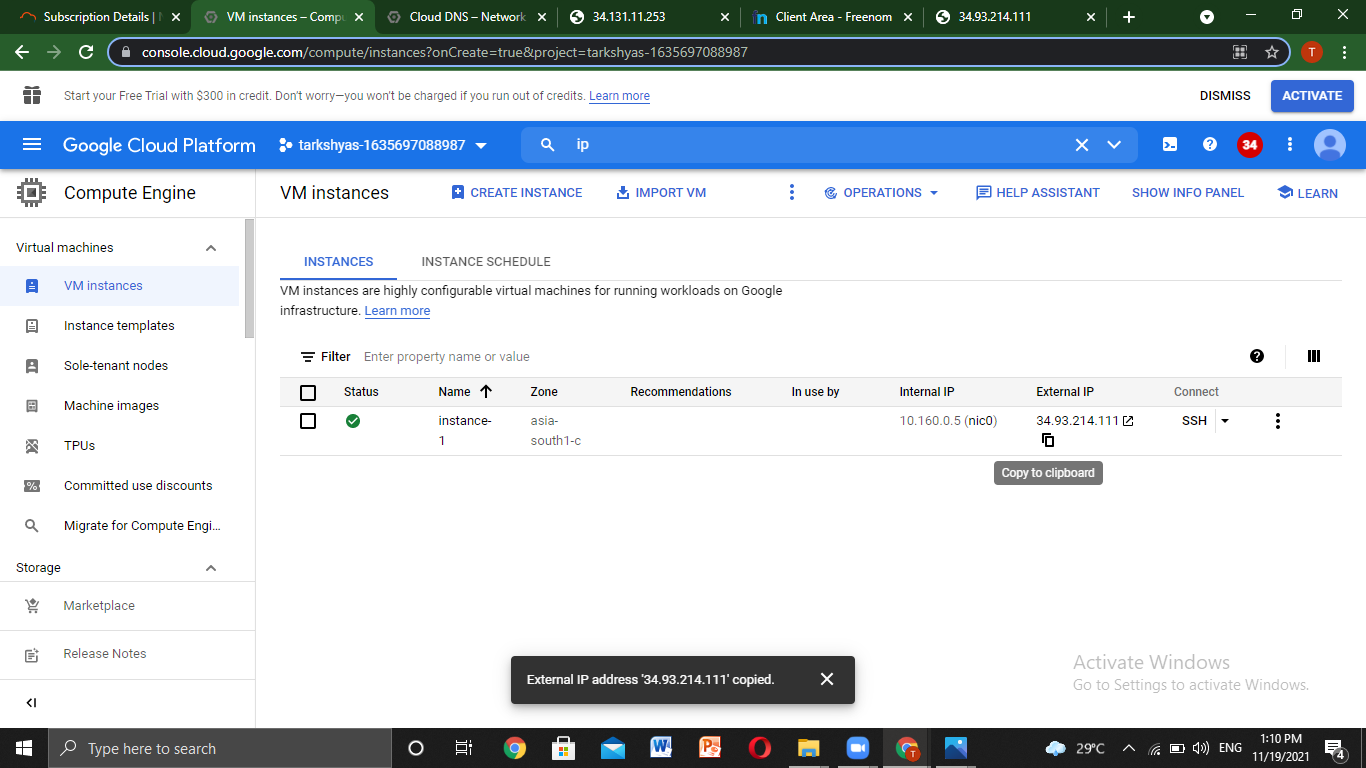 Subscription Details |
VM instances – Compu
Cloud DNS – Network
34.131.11.253
Client Area - Freenom
34.93.214.111
console.cloud.google.com/compute/instances?onCreate=true&project=tarkshyas-1635697088987
T
Start your Free Trial with $300 in credit. Don't worry—you won't be charged if you run out of credits. Learn more
DISMISS
ACTIVATE
Google Cloud Platform
tarkshyas-1635697088987
ip
34
Compute Engine
VM instances
CREATE INSTANCE
IMPORT VM
OPERATIONS
HELP ASSISTANT
SHOW INFO PANEL
LEARN
Virtual machines
VM instances
Instance templates
Sole-tenant nodes
Machine images
TPUs
Committed use discounts
Migrate for Compute Engi...
Storage
Marketplace
Release Notes
INSTANCES
INSTANCE SCHEDULE
VM instances are highly configurable virtual machines for running workloads on Google
infrastructure. Learn more
Filter
Enter property name or value
Status
Name
Zone
Recommendations
In use by
Internal IP
External IP
Connect
instance-
1
asia-
south1-c
10.160.0.5 (nic0)
34.93.214.111
SSH
Copy to clipboard
External IP address '34.93.214.111' copied.
Activate Windows
Go to Settings to activate Windows.
Type here to search
29°C
ENG
1:10 PM
11/19/2021
4